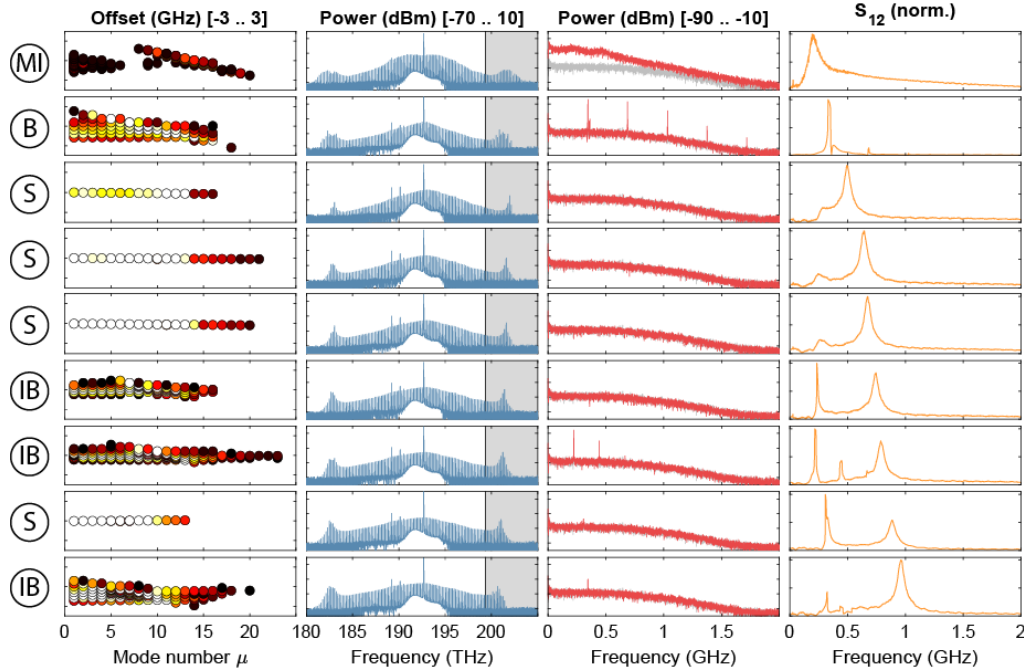 Offset (GHz) [-3 .. 3] Power (dBm) [-70 .. 10] Power (dBm) [-90 .. -10] S12 (norm.)
MI
B
S
S
S
IB
IB
S
IB
0 5 10 15 20 180 185 190 195 200 0 0.5 1 1.5 0 0.5 1 1.5 2
Mode number μ Frequency (THz) Frequency (GHz) Frequency (GHz)